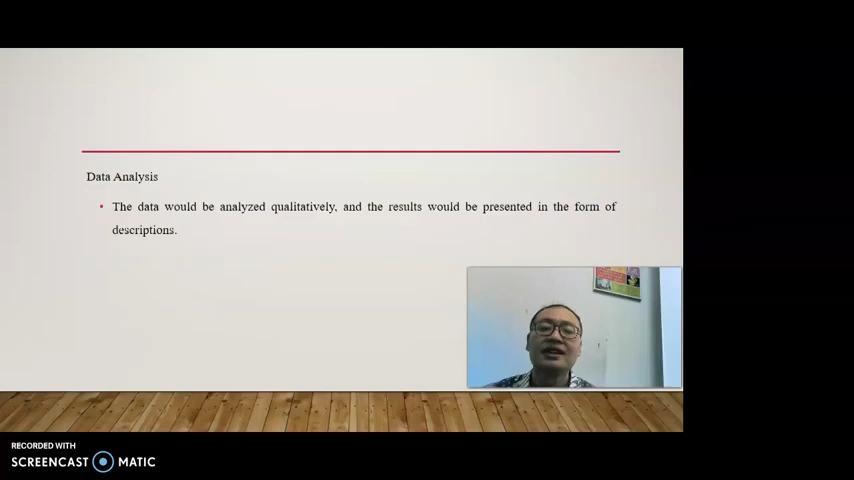 Data Analysis
• The data would be analyzed qualitatively, and the results would be presented in the form of
descriptions.
RECORDED WITH
SCREENCAST MATIC